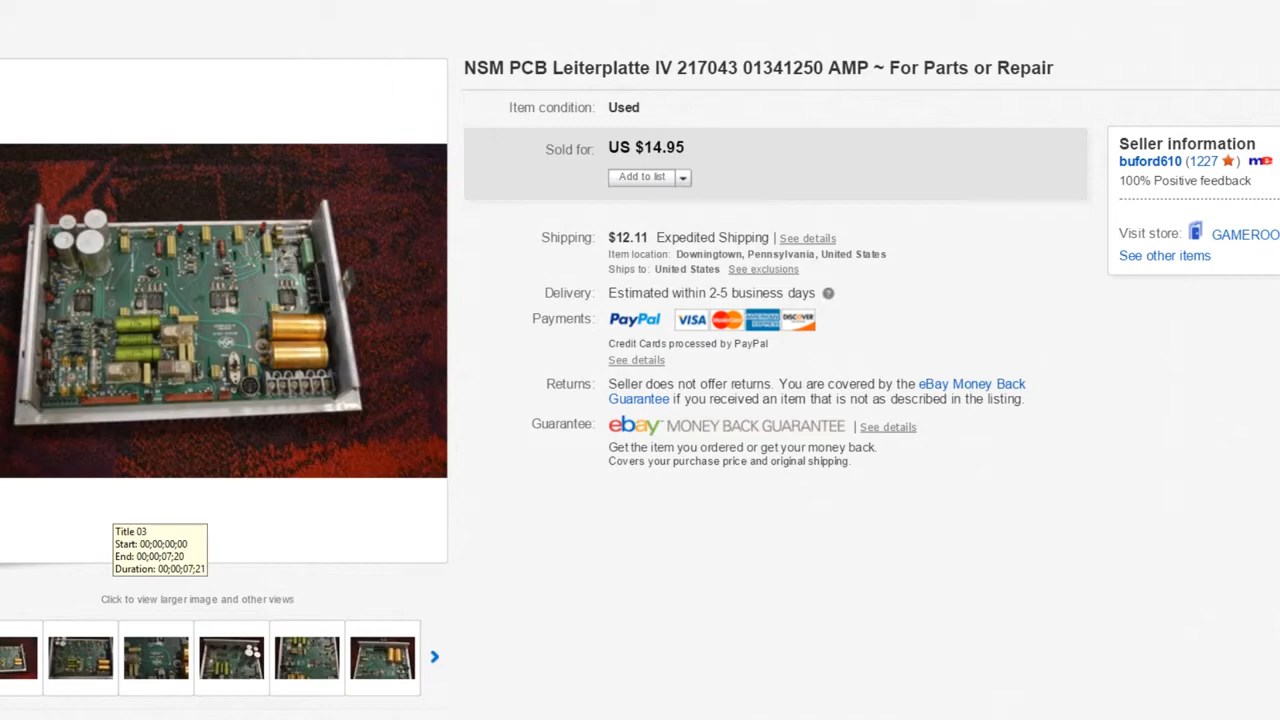 NSM PCB Leiterplatte IV 217043 01341250 AMP ~ For Parts or Repair
Item condition: Used
Sold for: US $14.95
Add to list
Seller information
buford610 (1227 ) me
100% Positive feedback
Visit store: GAMEROO
See other items
Shipping: $12.11 Expedited Shipping | See details
Item location: Downingtown, Pennsylvania, United States
Ships to: United States See exclusions
Delivery: Estimated within 2-5 business days ?
Payments: PayPal VISA MasterCard AMERICAN EXPRESS DISCOVER
Credit Cards processed by PayPal
See details
Returns: Seller does not offer returns. You are covered by the eBay Money Back
Guarantee if you received an item that is not as described in the listing.
Guarantee: ebay MONEY BACK GUARANTEE | See details
Get the item you ordered or get your money back.
Covers your purchase price and original shipping.
Title 03
Start: 00;00;00;00
End: 00;00;07;20
Duration: 00;00;07;21
Click to view larger image and other views